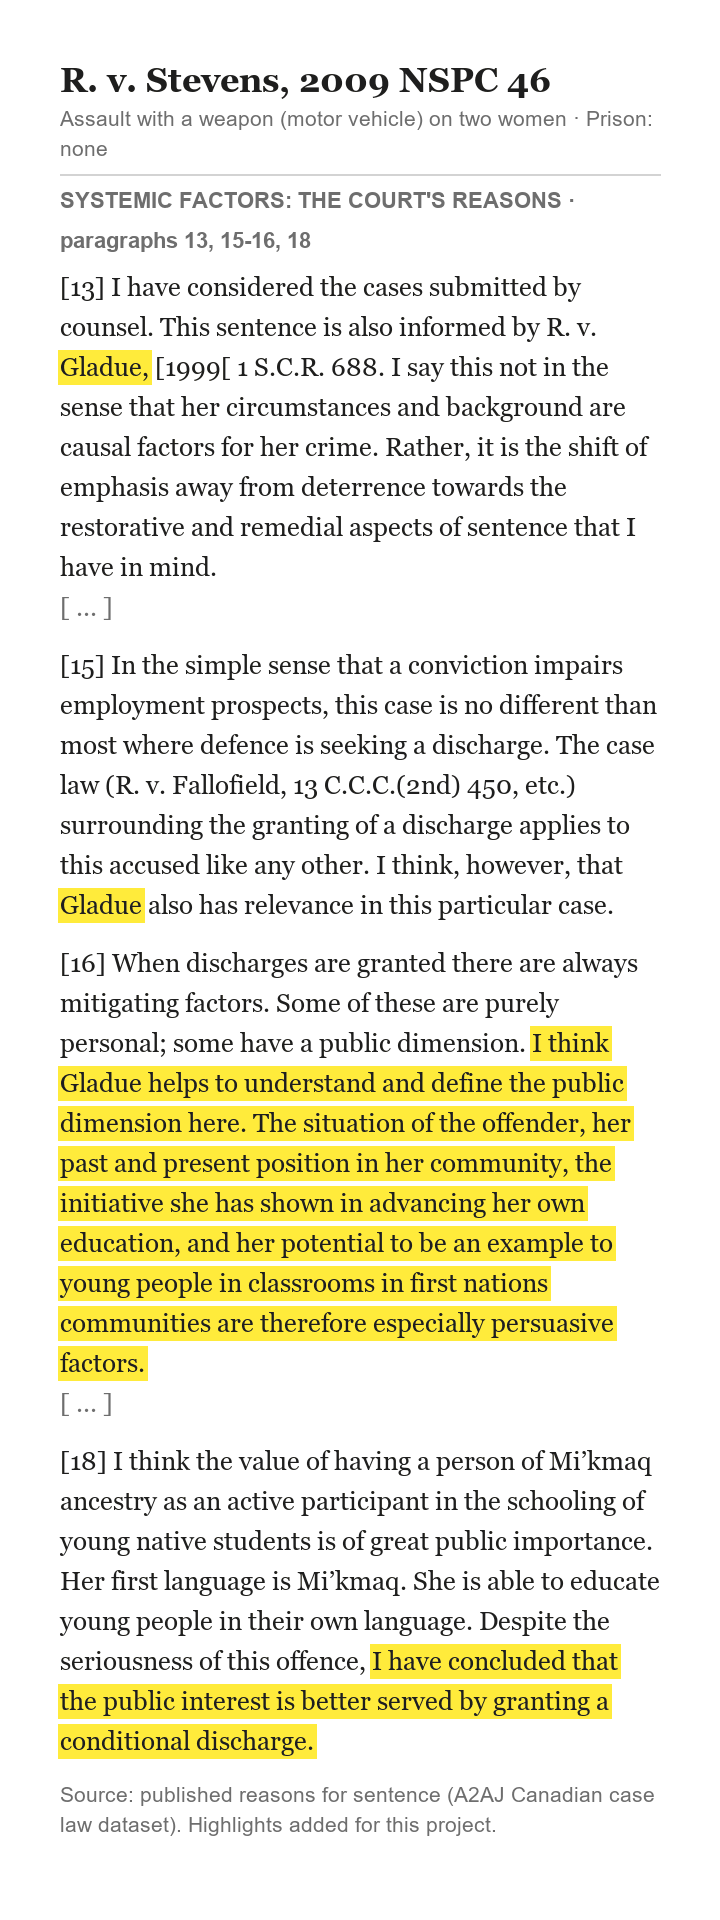 R. v. Stevens, 2009 NSPC 46
Assault with a weapon (motor vehicle) on two women · Prison:
none
SYSTEMIC FACTORS: THE COURT'S REASONS ·
paragraphs 13, 15-16, 18
[13] I have considered the cases submitted by
counsel. This sentence is also informed by R. v.
Gladue, [1999[ 1 S.C.R. 688. I say this not in the
sense that her circumstances and background are
causal factors for her crime. Rather, it is the shift of
emphasis away from deterrence towards the
restorative and remedial aspects of sentence that I
have in mind.
[ ... ]
[15] In the simple sense that a conviction impairs
employment prospects, this case is no different than
most where defence is seeking a discharge. The case
law (R. v. Fallofield, 13 C.C.C.(2nd) 450, etc.)
surrounding the granting of a discharge applies to
this accused like any other. I think, however, that
Gladue also has relevance in this particular case.
[16] When discharges are granted there are always
mitigating factors. Some of these are purely
personal; some have a public dimension. I think
Gladue helps to understand and define the public
dimension here. The situation of the offender, her
past and present position in her community, the
initiative she has shown in advancing her own
education, and her potential to be an example to
young people in classrooms in first nations
communities are therefore especially persuasive
factors.
[ ... ]
[18] I think the value of having a person of Mi’kmaq
ancestry as an active participant in the schooling of
young native students is of great public importance.
Her first language is Mi’kmaq. She is able to educate
young people in their own language. Despite the
seriousness of this offence, I have concluded that
the public interest is better served by granting a
conditional discharge.
Source: published reasons for sentence (A2AJ Canadian case
law dataset). Highlights added for this project.